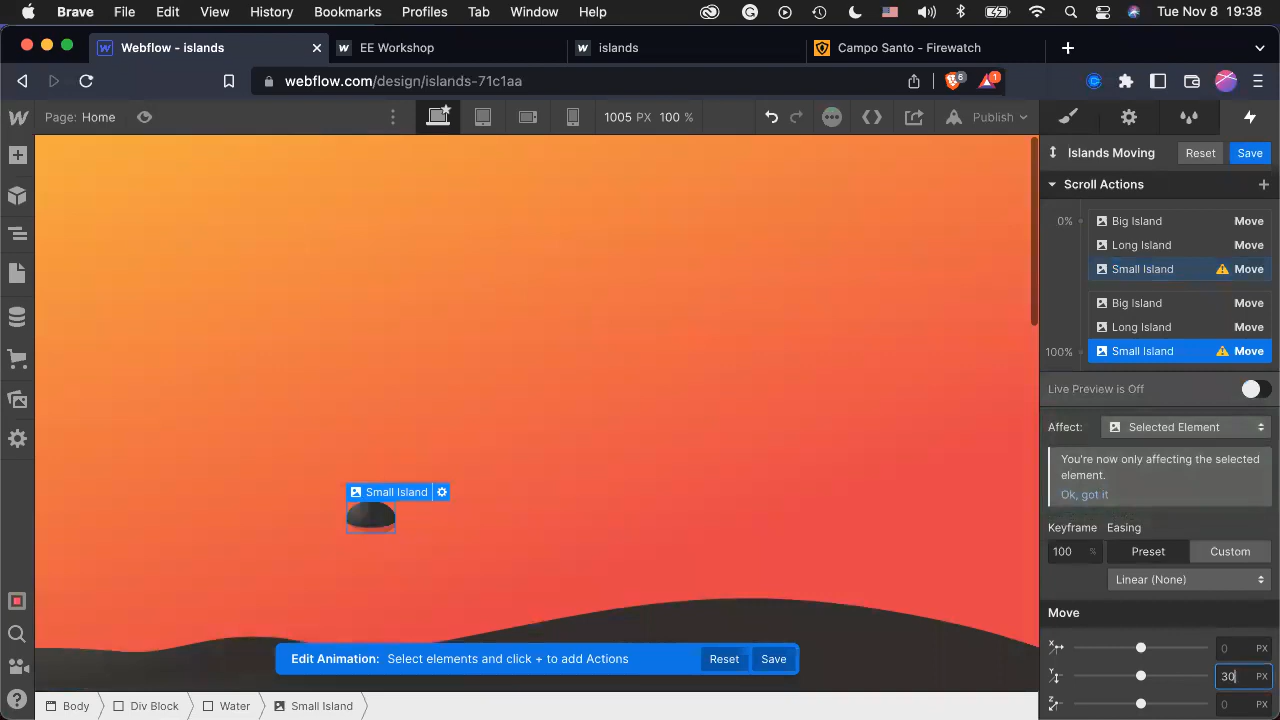 Brave File Edit View History Bookmarks Profiles Tab Window Help Tue Nov 8 19:38
Webflow - islands
EE Workshop
islands
Campo Santo - Firewatch
webflow.com/design/islands-71c1aa
6
1
Page: Home
1005 PX 100 %
Publish
Islands Moving Reset Save
Scroll Actions
0% Big Island Move
Long Island Move
Small Island Move
Big Island Move
Long Island Move
100% Small Island Move
Live Preview is Off
Affect: Selected Element
You're now only affecting the selected
element.
Ok, got it
Keyframe Easing
100 % Preset Custom
Linear (None)
Move
X 0 PX
Y 30 PX
Z 0 PX
Small Island
Edit Animation: Select elements and click + to add Actions Reset Save
Body Div Block Water Small Island